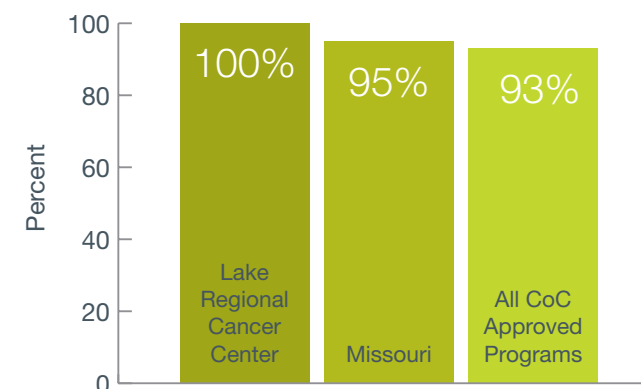 100
80
60
40
20
0
Percent
100%
95%
93%
Lake
Regional
Cancer
Center
Missouri
All CoC
Approved
Programs